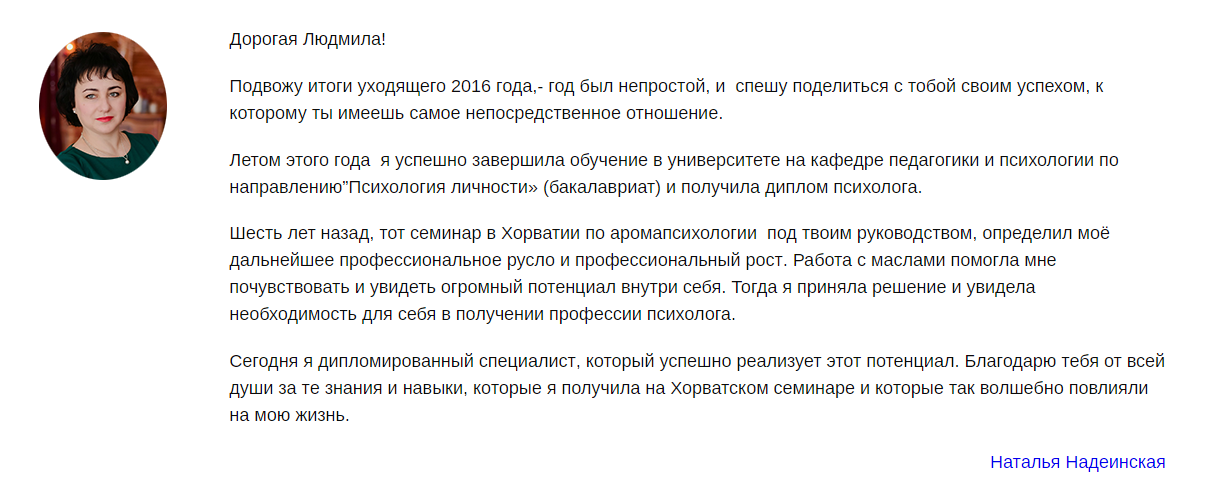 Дорогая Людмила!
Подвожу итоги уходящего 2016 года,- год был непростой, и  спешу поделиться с тобой своим успехом, к
которому ты имеешь самое непосредственное отношение.
Летом этого года  я успешно завершила обучение в университете на кафедре педагогики и психологии по
направлению”Психология личности» (бакалавриат) и получила диплом психолога.
Шесть лет назад, тот семинар в Хорватии по аромапсихологии  под твоим руководством, определил моё
дальнейшее профессиональное русло и профессиональный рост. Работа с маслами помогла мне
почувствовать и увидеть огромный потенциал внутри себя. Тогда я приняла решение и увидела
необходимость для себя в получении профессии психолога.
Сегодня я дипломированный специалист, который успешно реализует этот потенциал. Благодарю тебя от всей
души за те знания и навыки, которые я получила на Хорватском семинаре и которые так волшебно повлияли
на мою жизнь.
Наталья Надеинская